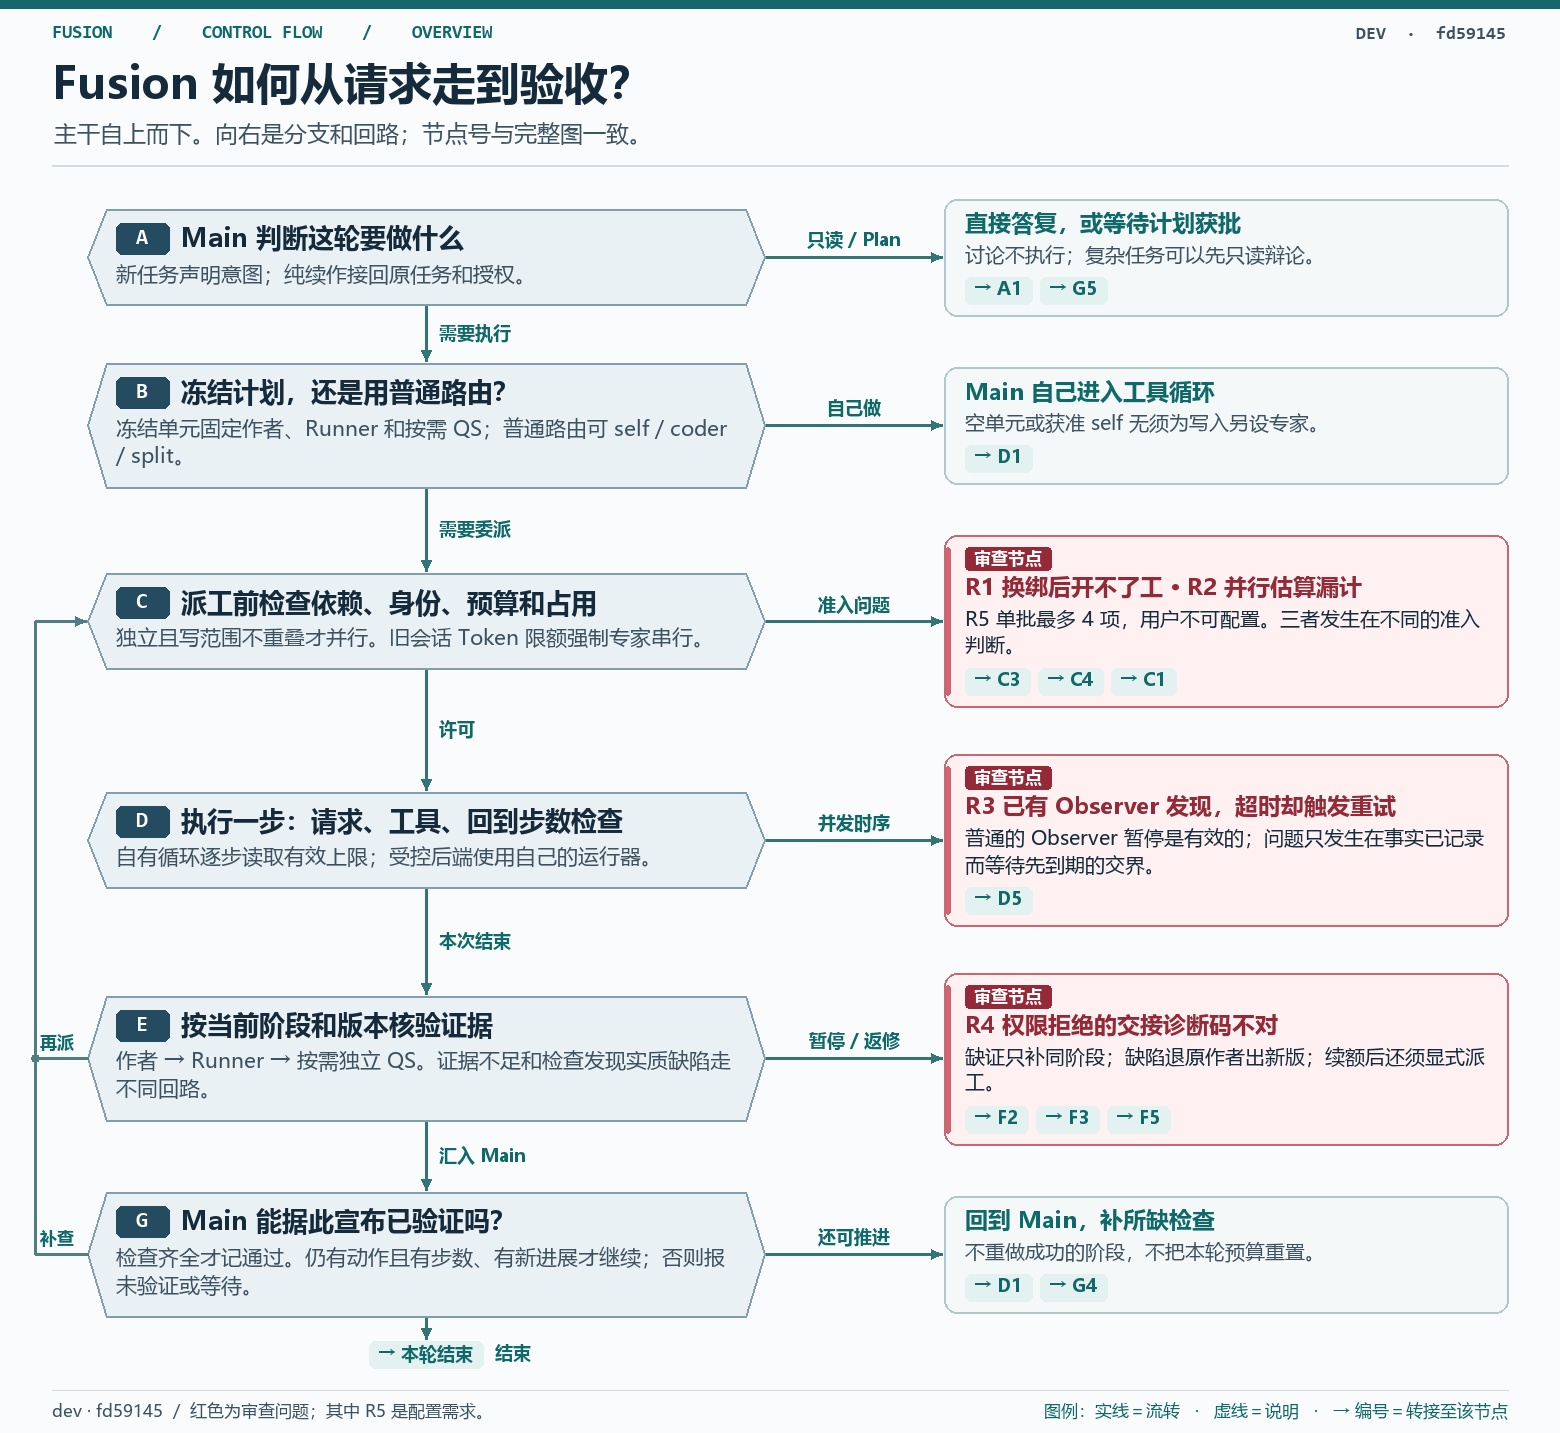 FUSION / CONTROL FLOW / OVERVIEW
DEV · fd59145
Fusion 如何从请求走到验收？
主干自上而下。向右是分支和回路；节点号与完整图一致。
A Main 判断这轮要做什么
新任务声明意图；纯续作接回原任务和授权。
只读 / Plan
直接答复，或等待计划获批
讨论不执行；复杂任务可以先只读辩论。
→ A1 → G5
需要执行
B 冻结计划，还是用普通路由？
冻结单元固定作者、Runner 和按需 QS；普通路由可 self / coder
/ split。
自己做
Main 自己进入工具循环
空单元或获准 self 无须为写入另设专家。
→ D1
需要委派
C 派工前检查依赖、身份、预算和占用
独立且写范围不重叠才并行。旧会话 Token 限额强制专家串行。
准入问题
审查节点
R1 换绑后开不了工 • R2 并行估算漏计
R5 单批最多 4 项，用户不可配置。三者发生在不同的准入
判断。
→ C3 → C4 → C1
许可
D 执行一步：请求、工具、回到步数检查
自有循环逐步读取有效上限；受控后端使用自己的运行器。
并发时序
审查节点
R3 已有 Observer 发现，超时却触发重试
普通的 Observer 暂停是有效的；问题只发生在事实已记录
而等待先到期的交界。
→ D5
本次结束
E 按当前阶段和版本核验证据
作者 → Runner → 按需独立 QS。证据不足和检查发现实质缺陷走
不同回路。
再派
暂停 / 返修
审查节点
R4 权限拒绝的交接诊断码不对
缺证只补同阶段；缺陷退原作者出新版；续额后还须显式派
工。
→ F2 → F3 → F5
汇入 Main
G Main 能据此宣布已验证吗？
检查齐全才记通过。仍有动作且有步数、有新进展才继续；否则报
未验证或等待。
补查
还可推进
回到 Main，补所缺检查
不重做成功的阶段，不把本轮预算重置。
→ D1 → G4
→ 本轮结束 结束
dev · fd59145 / 红色为审查问题；其中 R5 是配置需求。
图例：实线=流转 · 虚线=说明 · → 编号=转接至该节点